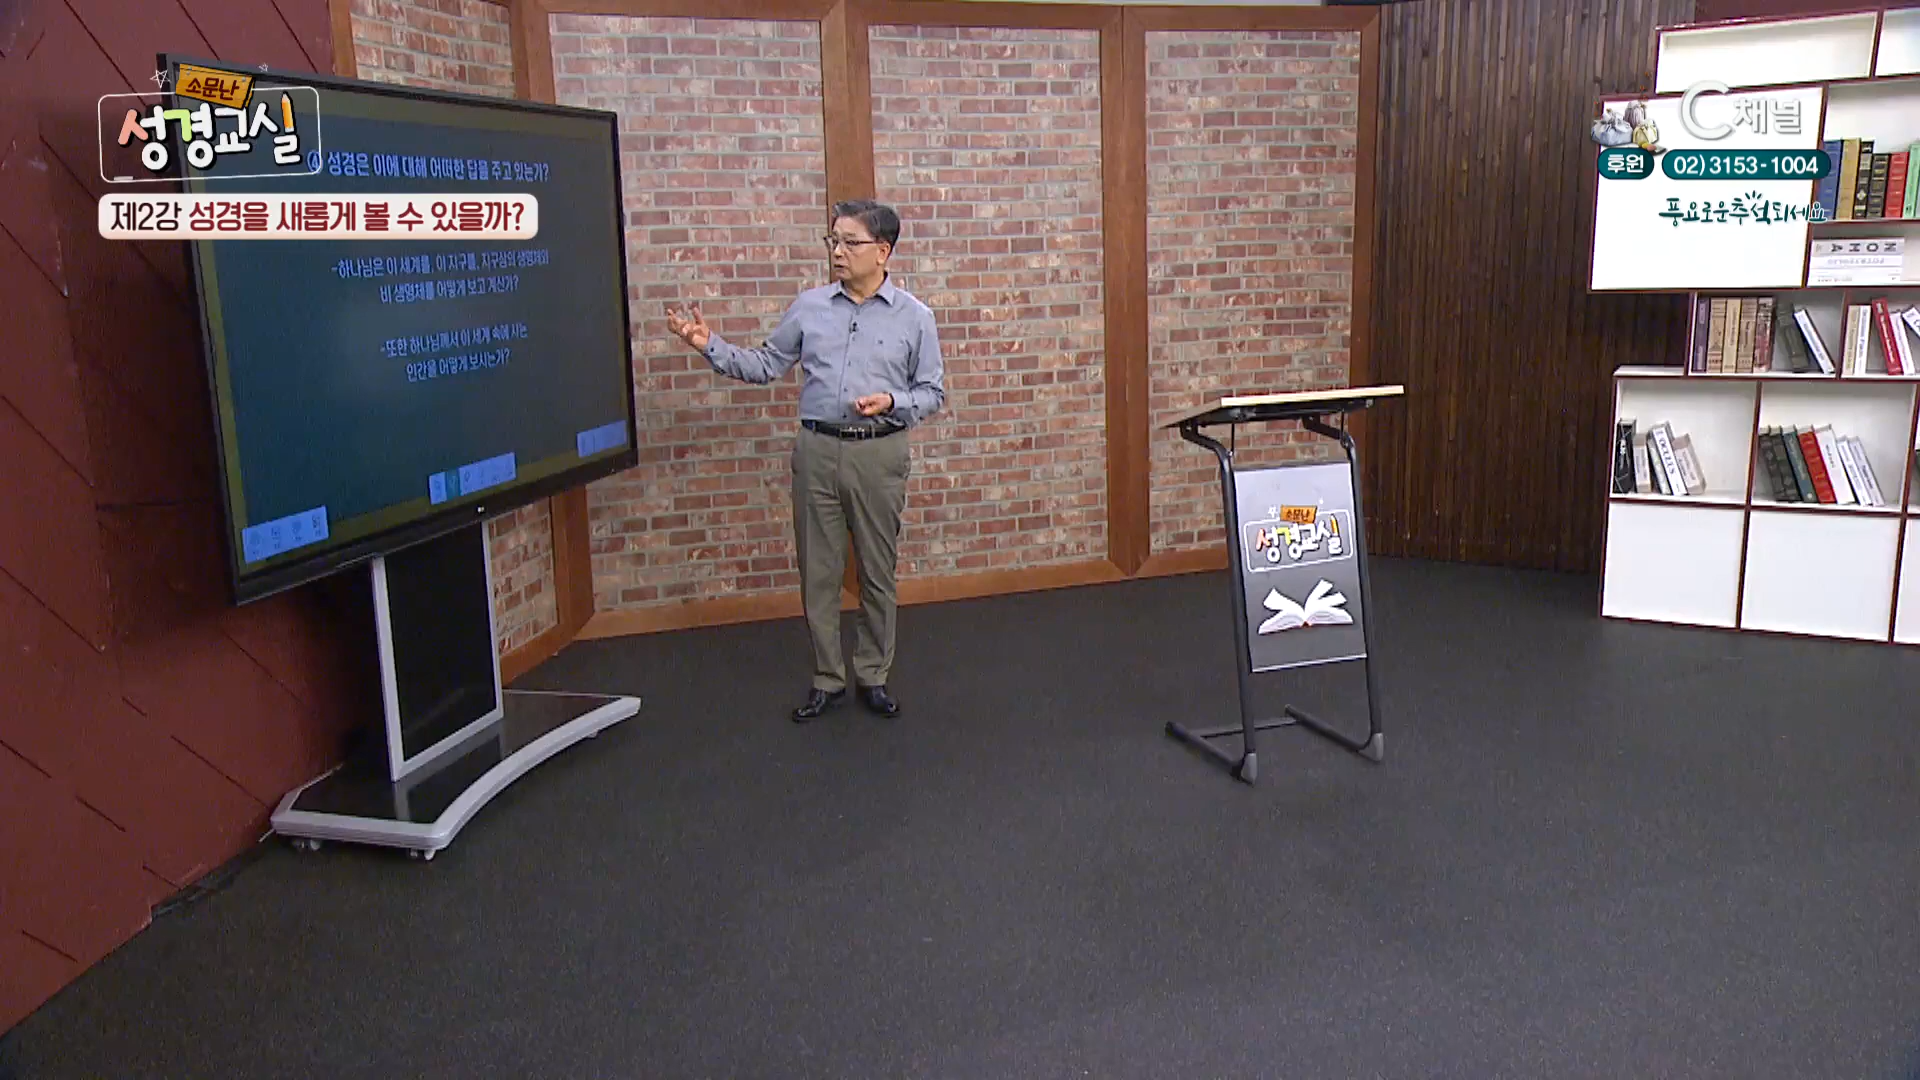 소문난
성경교실
제2강 성경을 새롭게 볼 수 있을까?
④ 성경은 이에 대해 어떠한 답을 주고 있는가?
-하나님은 이 세계를, 이 지구를, 지구상의 생명체와
비 생명체를 어떻게 보고 계신가?
-또한 하나님께서 이 세계 속에 사는
인간을 어떻게 보시는가?
C채널
후원 02) 3153-1004
풍요로운추석되세요
소문난
성경교실
NOMA